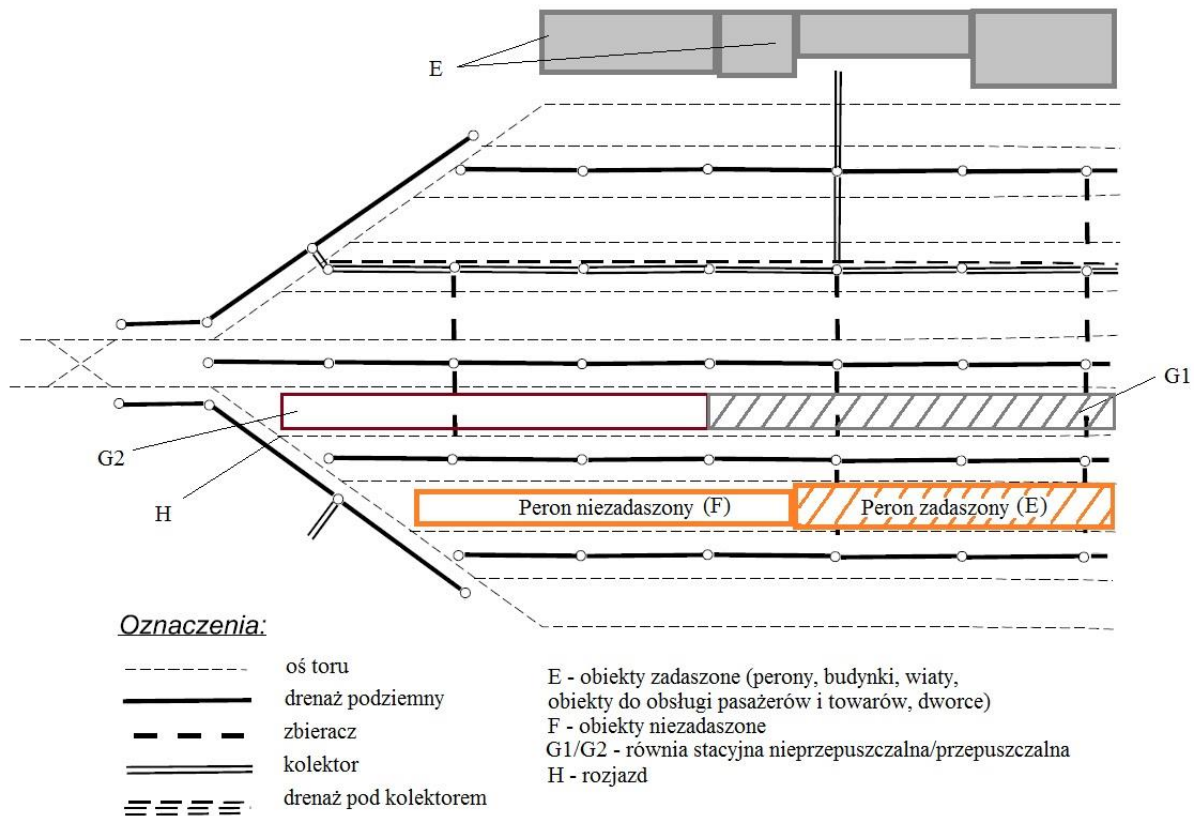 E
G1
G2
H
Peron niezadaszony (F)
Peron zadaszony (E)
Oznaczenia:
oś toru
drenaż podziemny
zbieracz
kolektor
drenaż pod kolektorem
E - obiekty zadaszone (perony, budynki, wiaty,
obiekty do obsługi pasażerów i towarów, dworce)
F - obiekty niezadaszone
G1/G2 - równia stacyjna nieprzepuszczalna/przepuszczalna
H - rozjazd